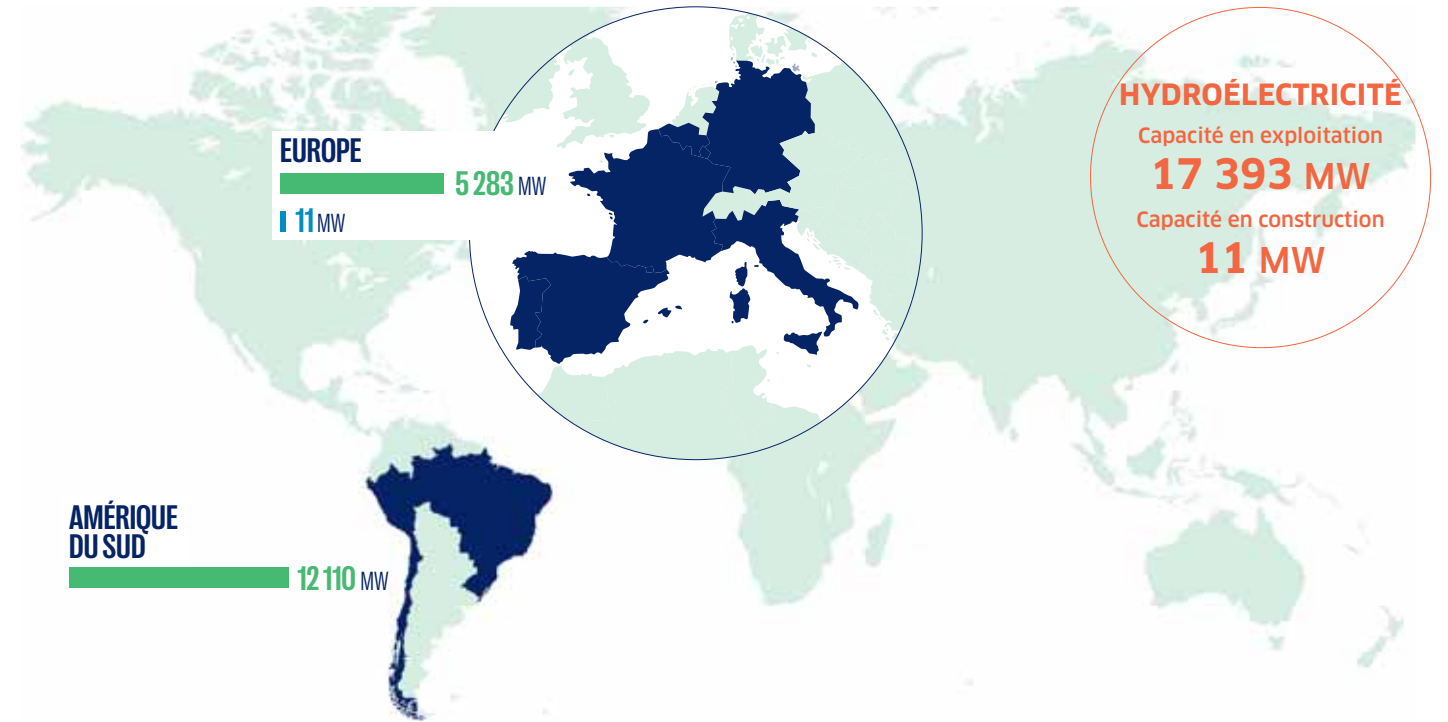 EUROPE
5 283 MW
11 MW
HYDROÉLECTRICITÉ
Capacité en exploitation
17 393 MW
Capacité en construction
11 MW
AMÉRIQUE
DU SUD
12 110 MW